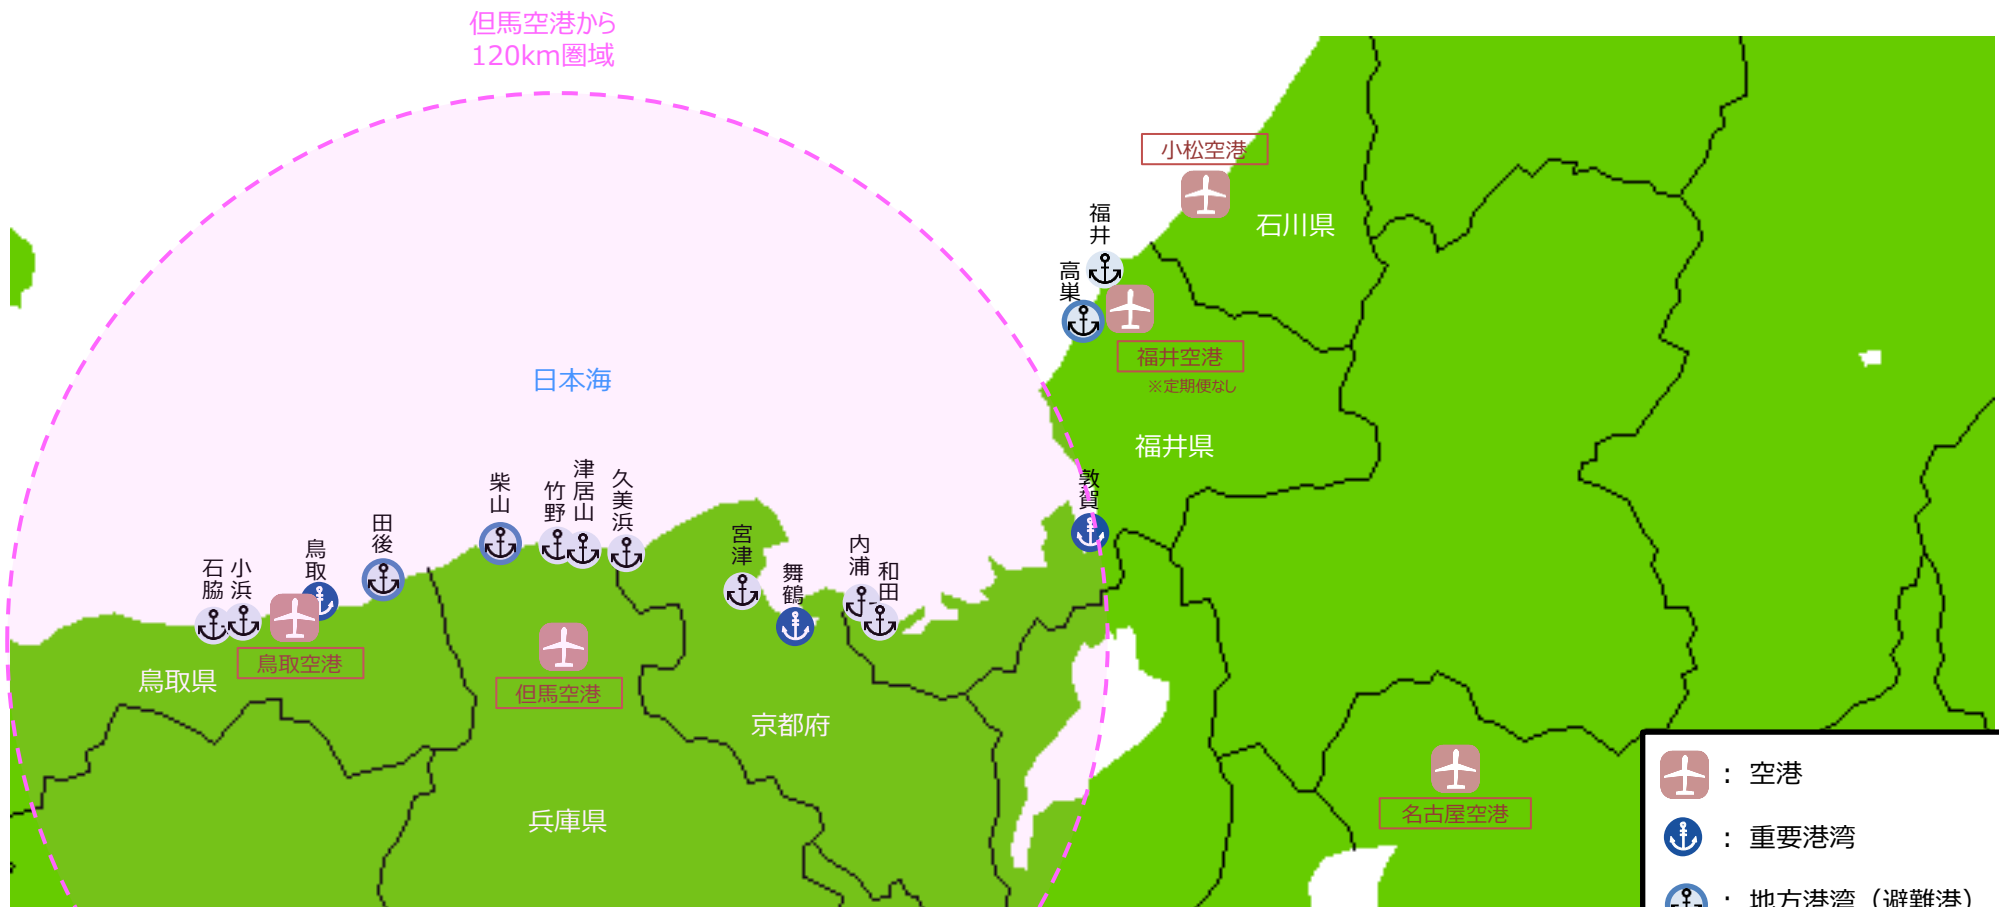 但馬空港から
120km圏域
小松空港
石川県
福井
高巣
福井空港
※定期便なし
福井県
日本海
敦賀
柴山
竹野
津居山
久美浜
宮津
舞鶴
内浦
和田
田後
鳥取
小浜
石脇
鳥取空港
鳥取県
但馬空港
京都府
兵庫県
名古屋空港
： 空港
： 重要港湾
： 地方港湾（避難港）